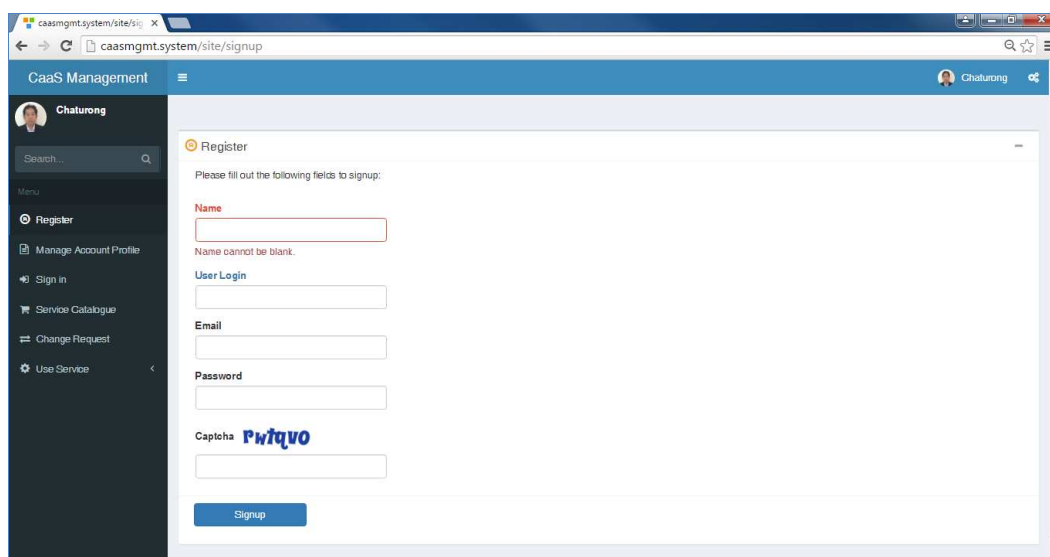 caasmgmt.system/site/sig
caasmgmt.system/site/signup
CaaS Management
Chaturong
Chaturong
Search...
Menu
Register
Manage Account Profile
Sign in
Service Catalogue
Change Request
Use Service
Register
Please fill out the following fields to signup:
Name
Name cannot be blank.
User Login
Email
Password
Captcha pwtqvo
Signup